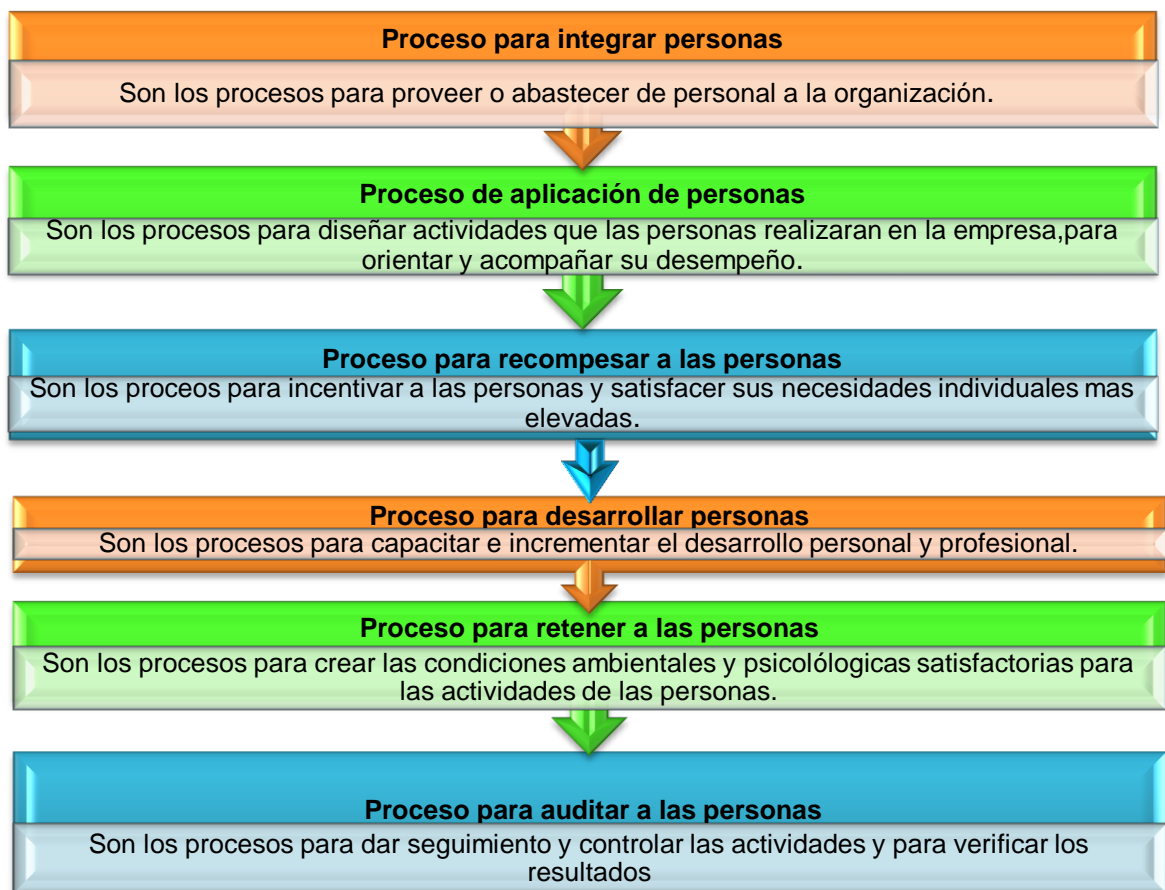 Proceso para integrar personas
Son los procesos para proveer o abastecer de personal a la organización.
Proceso de aplicación de personas
Son los procesos para diseñar actividades que las personas realizaran en la empresa,para
orientar y acompañar su desempeño.
Proceso para recompesar a las personas
Son los proceos para incentivar a las personas y satisfacer sus necesidades individuales mas
elevadas.
Proceso para desarrollar personas
Son los procesos para capacitar e incrementar el desarrollo personal y profesional.
Proceso para retener a las personas
Son los procesos para crear las condiciones ambientales y psicolólogicas satisfactorias para
las actividades de las personas.
Proceso para auditar a las personas
Son los procesos para dar seguimiento y controlar las actividades y para verificar los
resultados